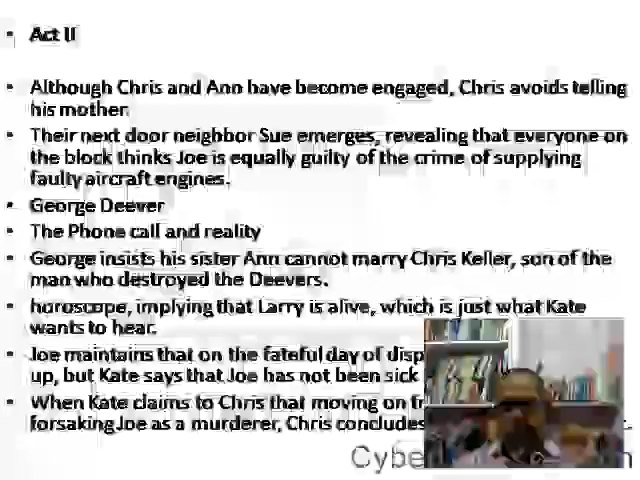 Act II
Although Chris and Ann have become engaged, Chris avoids telling
his mother.
Their next door neighbor Sue emerges, revealing that everyone on
the block thinks Joe is equally guilty of the crime of supplying
faulty aircraft engines.
George Deever
The Phone call and reality
George insists his sister Ann cannot marry Chris Keller, son of the
man who destroyed the Deevers.
horoscope, implying that Larry is alive, which is just what Kate
wants to hear.
Joe maintains that on the fateful day of
up, but Kate says that Joe has not been sick
When Kate claims to Chris that moving on
forsaking Joe as a murderer, Chris concludes